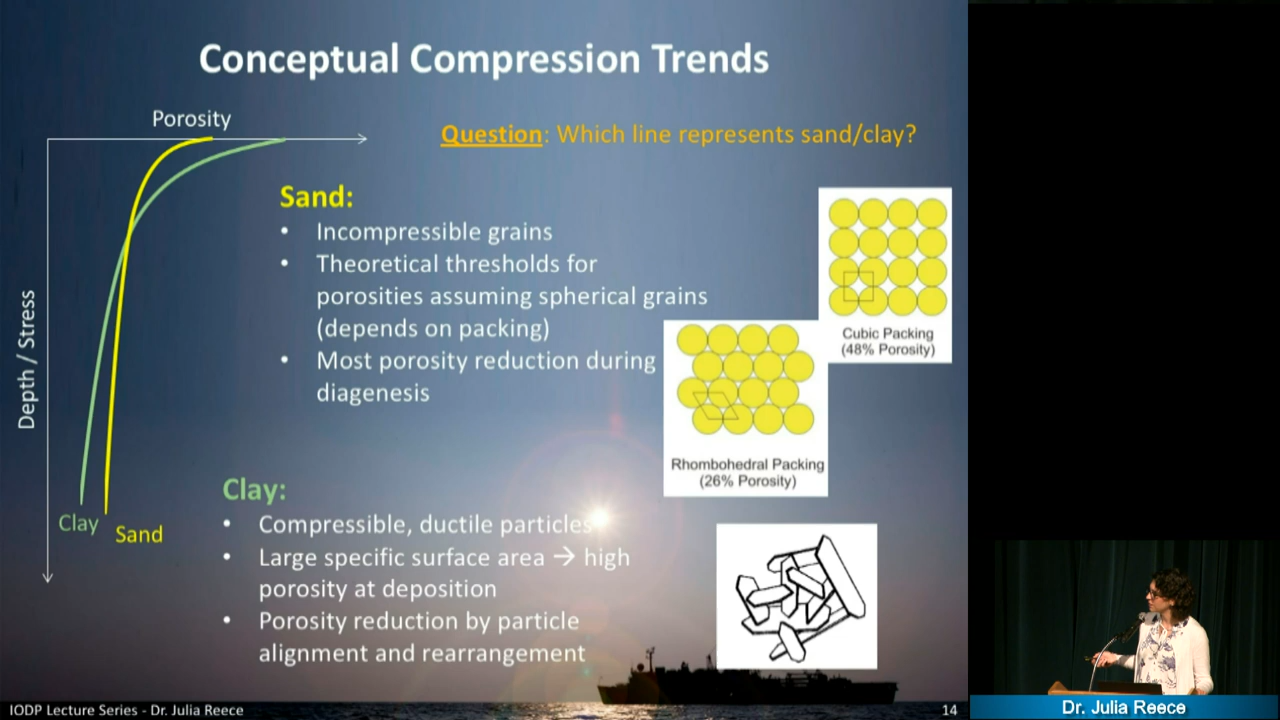 Conceptual Compression Trends
Porosity
Question: Which line represents sand/clay?
Depth / Stress
Clay
Sand
Sand:
• Incompressible grains
• Theoretical thresholds for
porosities assuming spherical grains
(depends on packing)
• Most porosity reduction during
diagenesis
Cubic Packing
(48% Porosity)
Rhombohedral Packing
(26% Porosity)
Clay:
• Compressible, ductile particles
• Large specific surface area → high
porosity at deposition
• Porosity reduction by particle
alignment and rearrangement
IODP Lecture Series - Dr. Julia Reece
14
Dr. Julia Reece